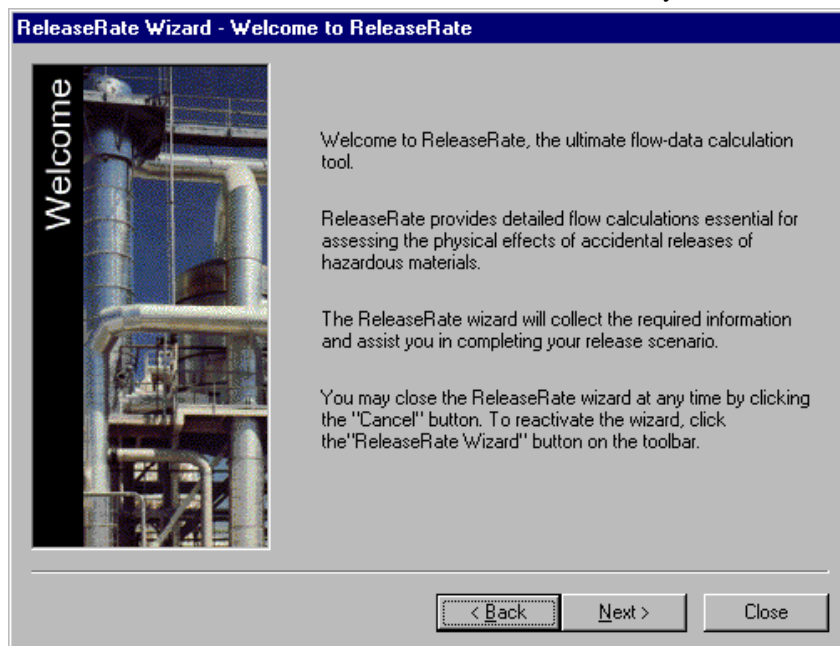 ReleaseRate Wizard - Welcome to ReleaseRate
Welcome
Welcome to ReleaseRate, the ultimate flow-data calculation
tool.
ReleaseRate provides detailed flow calculations essential for
assessing the physical effects of accidental releases of
hazardous materials.
The ReleaseRate wizard will collect the required information
and assist you in completing your release scenario.
You may close the ReleaseRate wizard at any time by clicking
the "Cancel" button. To reactivate the wizard, click
the"ReleaseRate Wizard" button on the toolbar.
< Back
Next >
Close